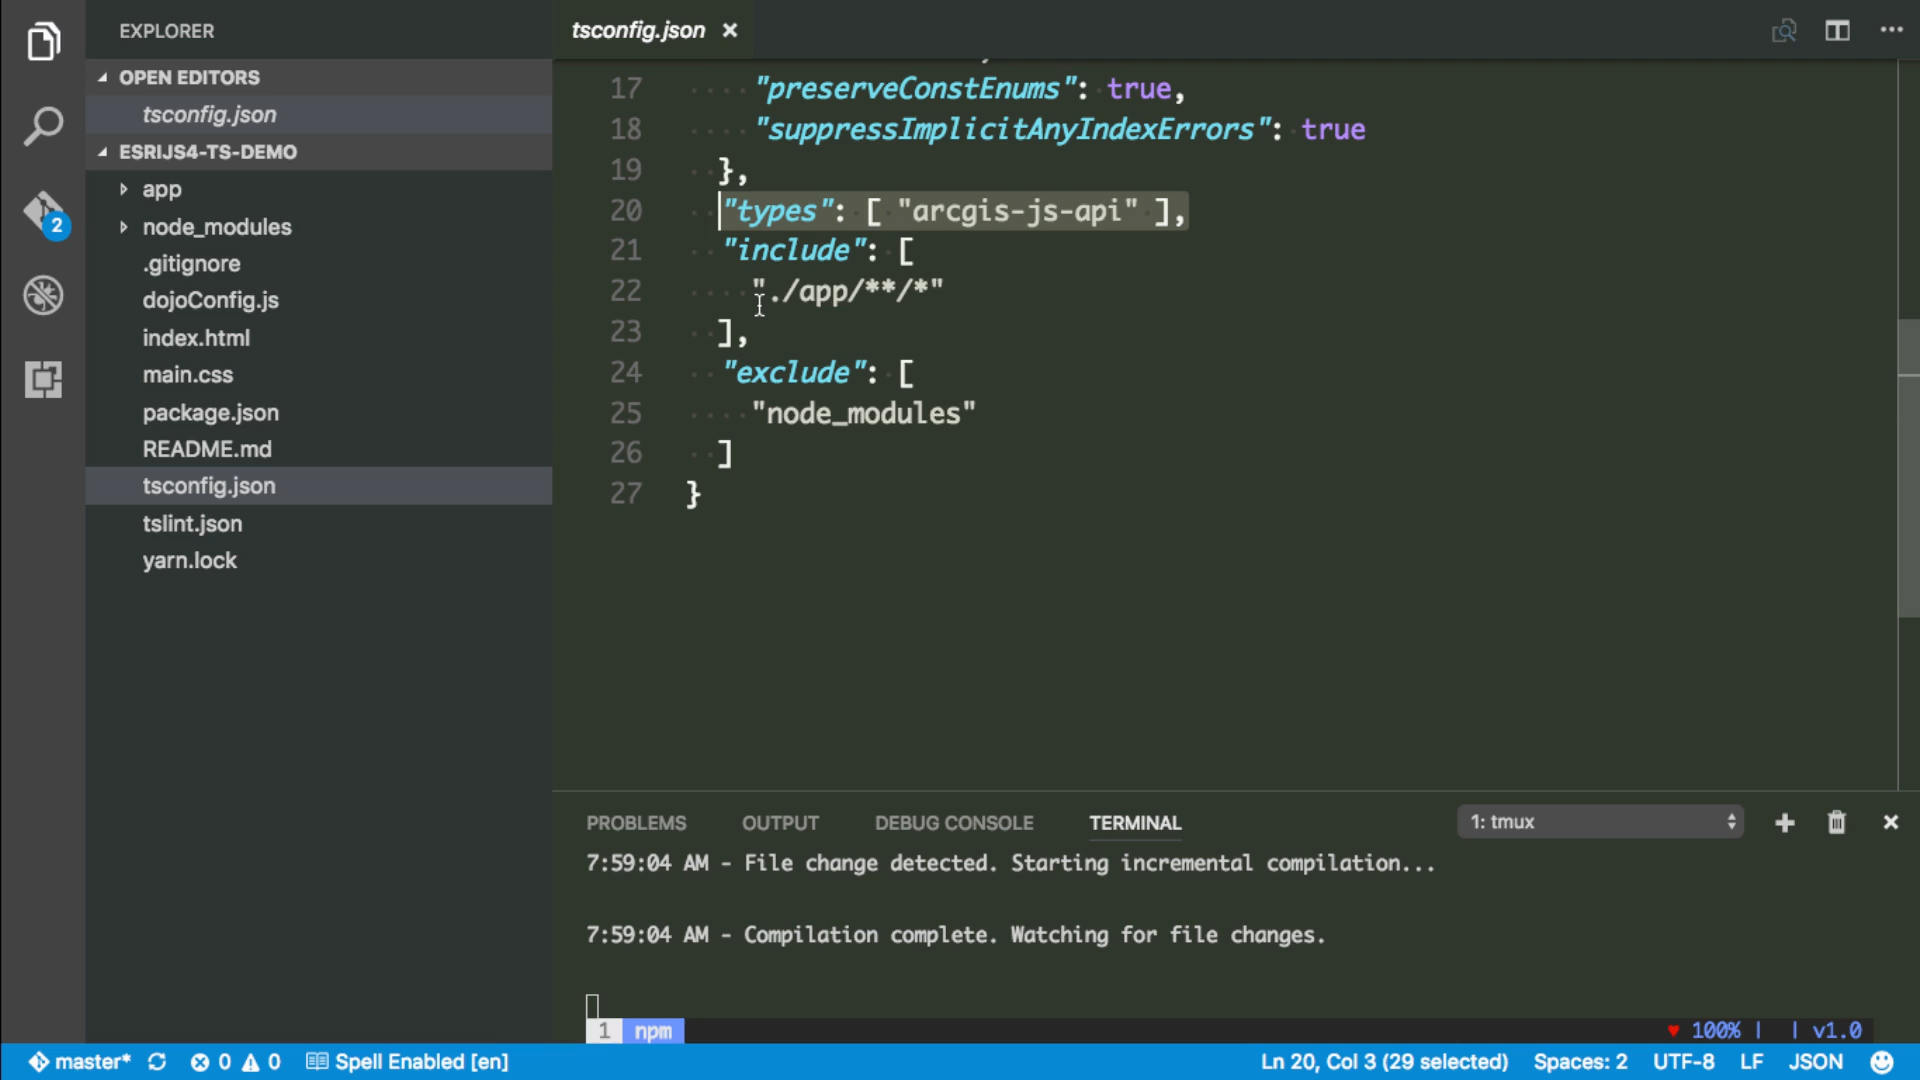 EXPLORER
OPEN EDITORS
tsconfig.json
ESRIJS4-TS-DEMO
app
node_modules
.gitignore
dojoConfig.js
index.html
main.css
package.json
README.md
tsconfig.json
tslint.json
yarn.lock
2
tsconfig.json
17 "preserveConstEnums": true,
18 "suppressImplicitAnyIndexErrors": true
19 },
20 "types": [ "arcgis-js-api" ],
21 "include": [
22 "./app/**/*"
23 ],
24 "exclude": [
25 "node_modules"
26 ]
27 }
PROBLEMS OUTPUT DEBUG CONSOLE TERMINAL 1: tmux
7:59:04 AM - File change detected. Starting incremental compilation...
7:59:04 AM - Compilation complete. Watching for file changes.
1 npm ♥ 100% | | v1.0
master* 0 0 Spell Enabled [en] Ln 20, Col 3 (29 selected) Spaces: 2 UTF-8 LF JSON